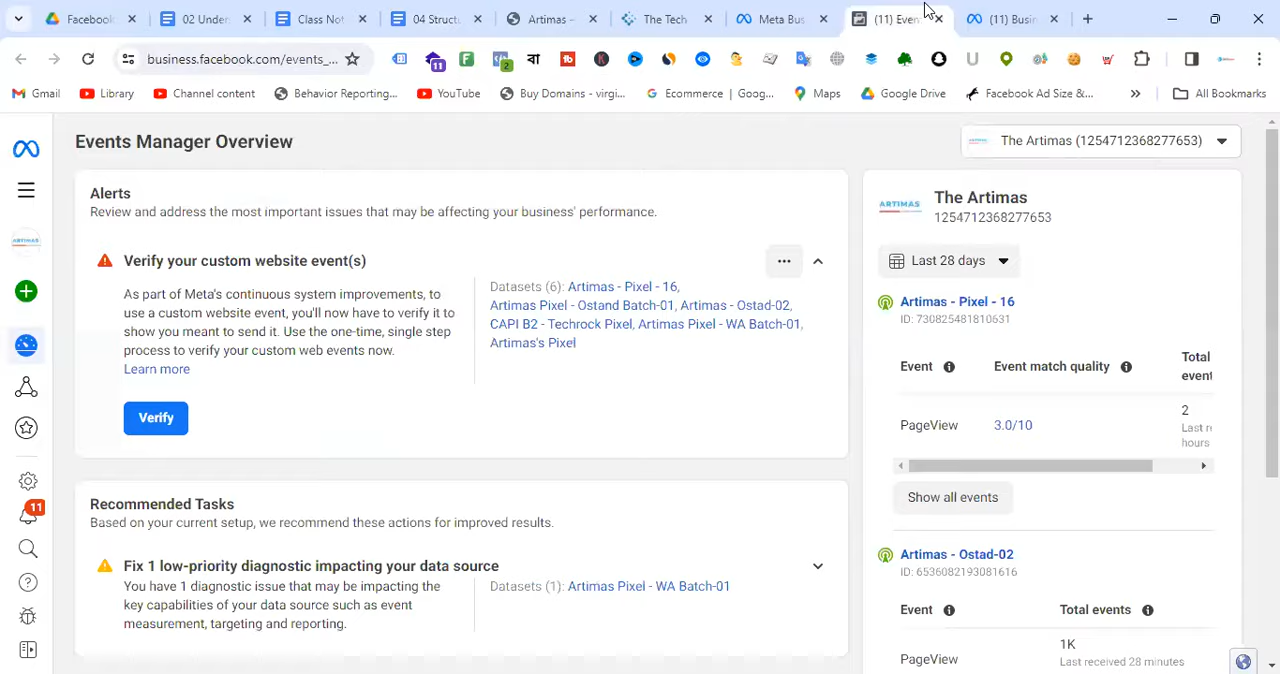 Facebook
02 Under
Class Not
04 Struct
Artimas –
The Tech
Meta Bus
(11) Even
(11) Busin
business.facebook.com/events_...
11
2
বা
Gmail
Library
Channel content
Behavior Reporting...
YouTube
Buy Domains - virgi...
Ecommerce | Goog...
Maps
Google Drive
Facebook Ad Size &...
All Bookmarks
Events Manager Overview
The Artimas (1254712368277653)
Alerts
Review and address the most important issues that may be affecting your business' performance.
Verify your custom website event(s)
As part of Meta's continuous system improvements, to
use a custom website event, you'll now have to verify it to
show you meant to send it. Use the one-time, single step
process to verify your custom web events now.
Learn more
Datasets (6): Artimas - Pixel - 16,
Artimas Pixel - Ostand Batch-01, Artimas - Ostad-02,
CAPI B2 - Techrock Pixel, Artimas Pixel - WA Batch-01,
Artimas's Pixel
Verify
Recommended Tasks
Based on your current setup, we recommend these actions for improved results.
Fix 1 low-priority diagnostic impacting your data source
You have 1 diagnostic issue that may be impacting the
key capabilities of your data source such as event
measurement, targeting and reporting.
Datasets (1): Artimas Pixel - WA Batch-01
ARTIMAS
The Artimas
1254712368277653
Last 28 days
Artimas - Pixel - 16
ID: 730825481810631
Event
Event match quality
Total
event
PageView
3.0/10
2
Last re
hours
Show all events
Artimas - Ostad-02
ID: 6536082193081616
Event
Total events
PageView
1K
Last received 28 minutes
ARTIMAS
11